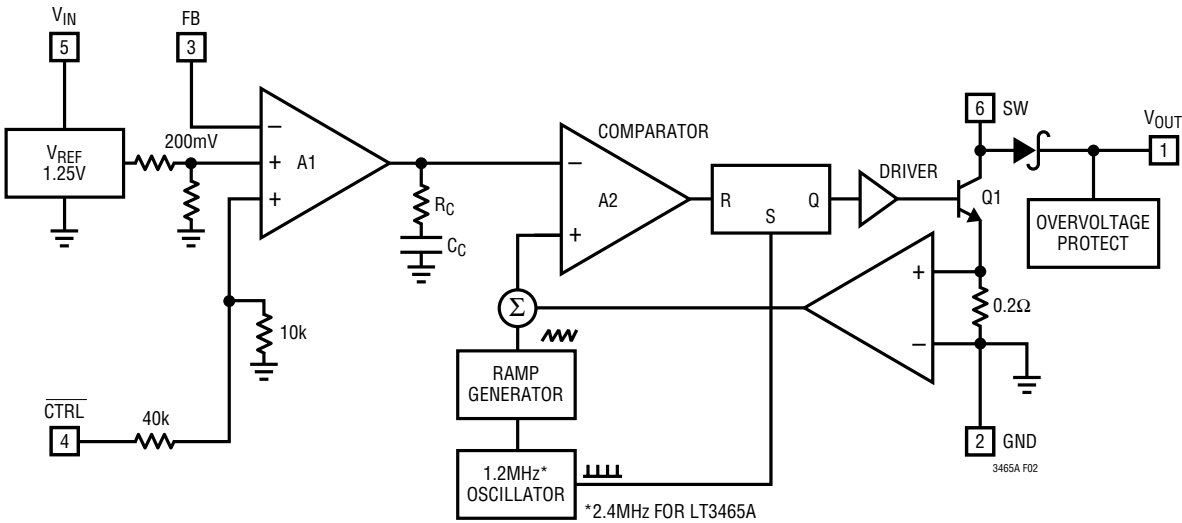 VIN
5
FB
3
VREF
1.25V
200mV
−
+
+
A1
RC
CC
10k
CTRL
4
40k
COMPARATOR
−
+
A2
Σ
RAMP
GENERATOR
1.2MHz*
OSCILLATOR
*2.4MHz FOR LT3465A
R
S
Q
DRIVER
6
SW
Q1
VOUT
1
OVERVOLTAGE
PROTECT
+
−
0.2Ω
2
GND
3465A F02